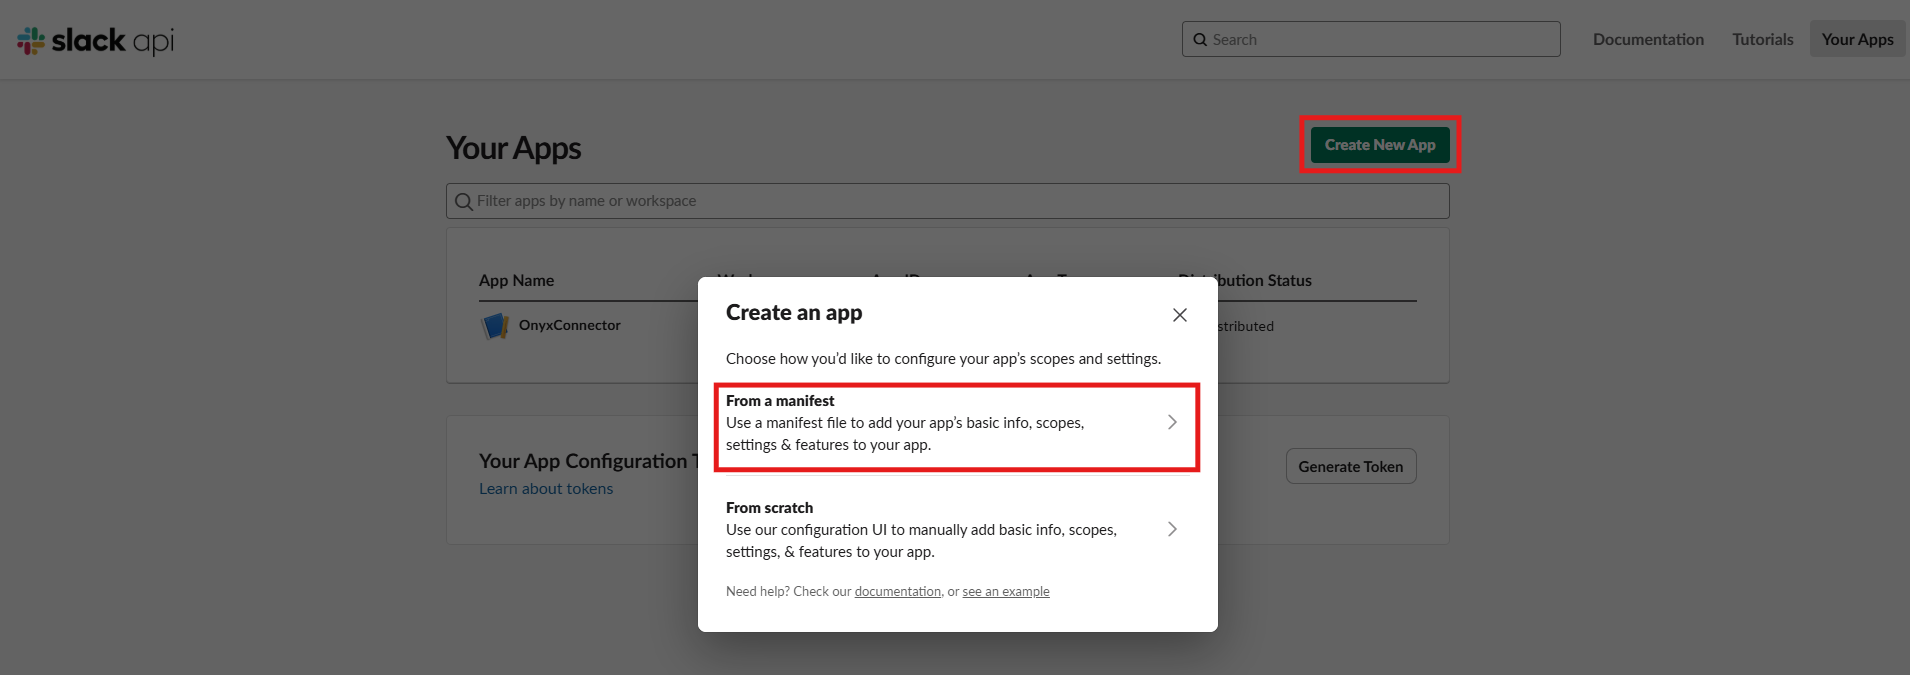 slack api
Search
Documentation
Tutorials
Your Apps
Your Apps
Create New App
Filter apps by name or workspace
App Name
Distribution Status
OnyxConnector
stributed
Create an app
Choose how you’d like to configure your app’s scopes and settings.
From a manifest
Use a manifest file to add your app’s basic info, scopes,
settings & features to your app.
Your App Configuration
Learn about tokens
Generate Token
From scratch
Use our configuration UI to manually add basic info, scopes,
settings, & features to your app.
Need help? Check our documentation, or see an example